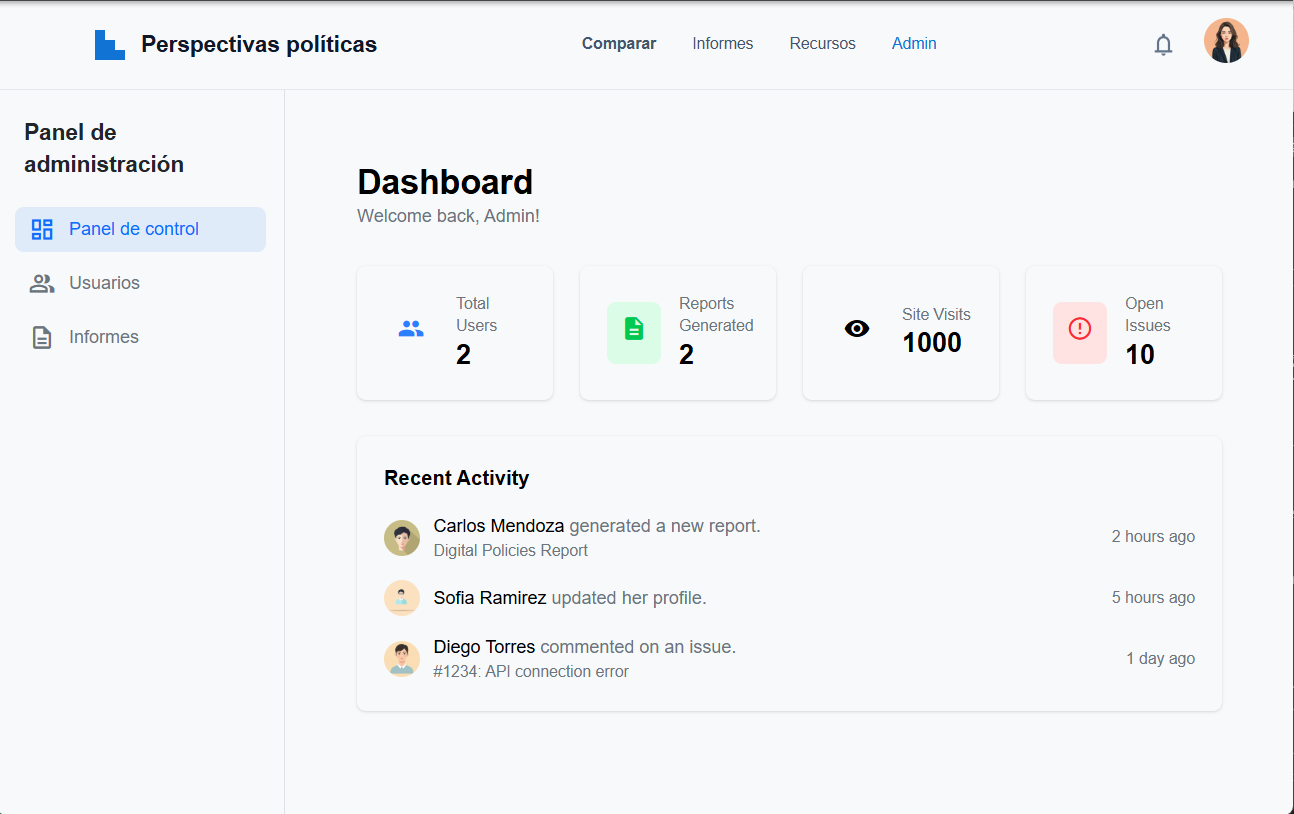 Perspectivas políticas
Comparar
Informes
Recursos
Admin
Panel de
administración
Panel de control
Usuarios
Informes
Dashboard
Welcome back, Admin!
Total
Users
2
Reports
Generated
2
Site Visits
1000
Open
Issues
10
Recent Activity
Carlos Mendoza generated a new report.
Digital Policies Report
2 hours ago
Sofia Ramirez updated her profile.
5 hours ago
Diego Torres commented on an issue.
#1234: API connection error
1 day ago